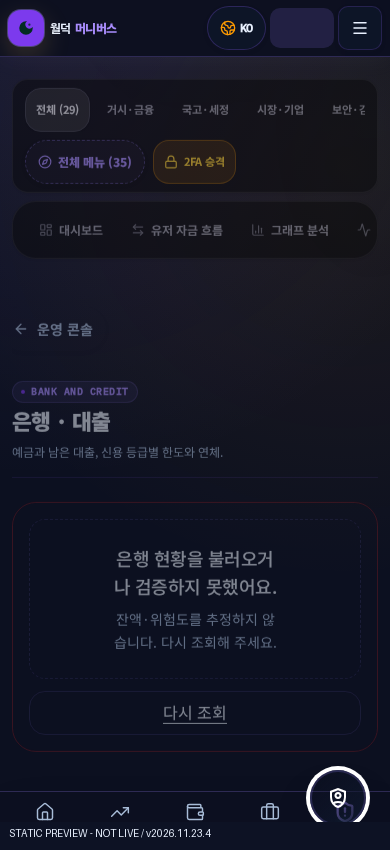 월덕 머니버스
KO
전체 (29) 거시·금융 국고·세정 시장·기업 보안·
전체 메뉴 (35) 2FA 승격
대시보드 유저 자금 흐름 그래프 분석
운영 콘솔
BANK AND CREDIT
은행 · 대출
예금과 남은 대출, 신용 등급별 한도와 연체.
은행 현황을 불러오거
나 검증하지 못했어요.
잔액·위험도를 추정하지 않
습니다. 다시 조회해 주세요.
다시 조회
STATIC PREVIEW - NOT LIVE / v2026.11.23.4